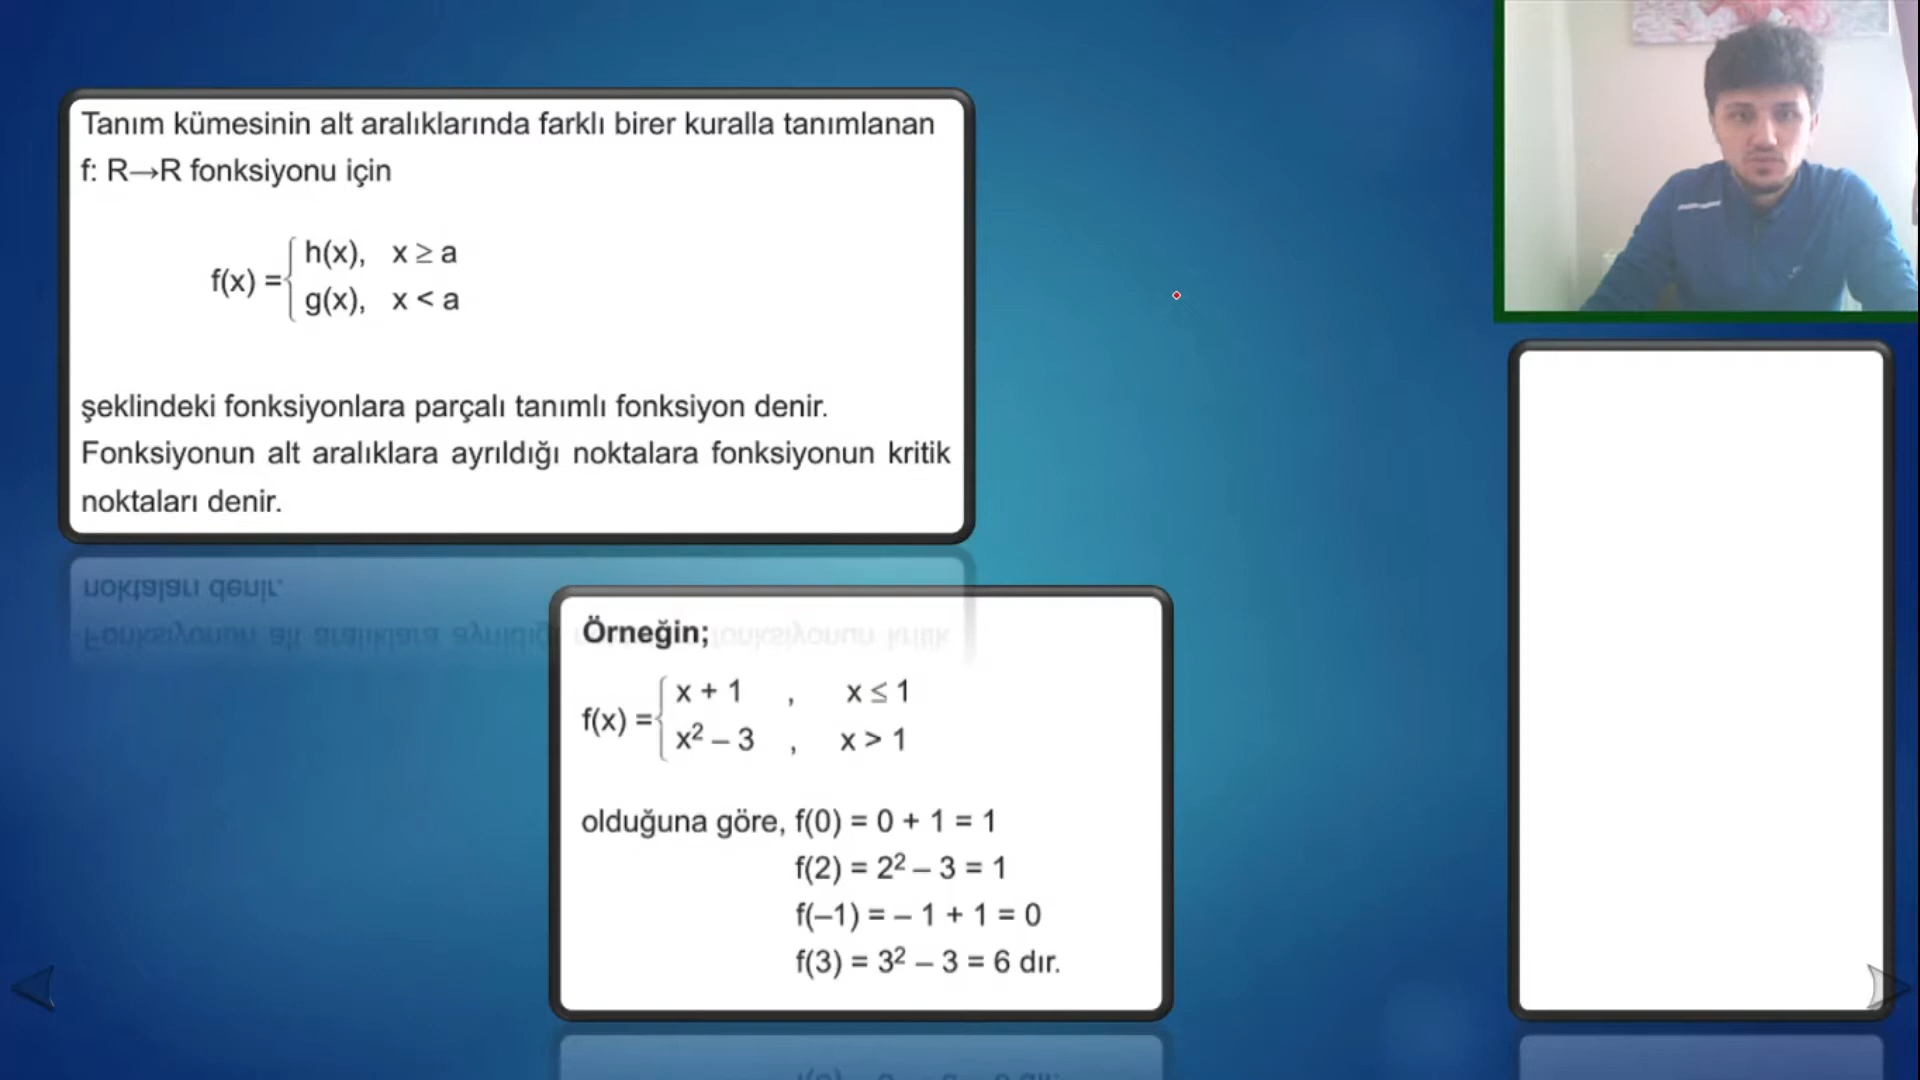 Tanım kümesinin alt aralıklarında farklı birer kuralla tanımlanan
f: R→R fonksiyonu için
f(x) = { h(x), x ≥ a
g(x), x < a
şeklindeki fonksiyonlara parçalı tanımlı fonksiyon denir.
Fonksiyonun alt aralıklara ayrıldığı noktalara fonksiyonun kritik
noktaları denir.
Örneğin;
f(x) = { x + 1 , x ≤ 1
x² – 3 , x > 1
olduğuna göre, f(0) = 0 + 1 = 1
f(2) = 2² – 3 = 1
f(–1) = – 1 + 1 = 0
f(3) = 3² – 3 = 6 dır.